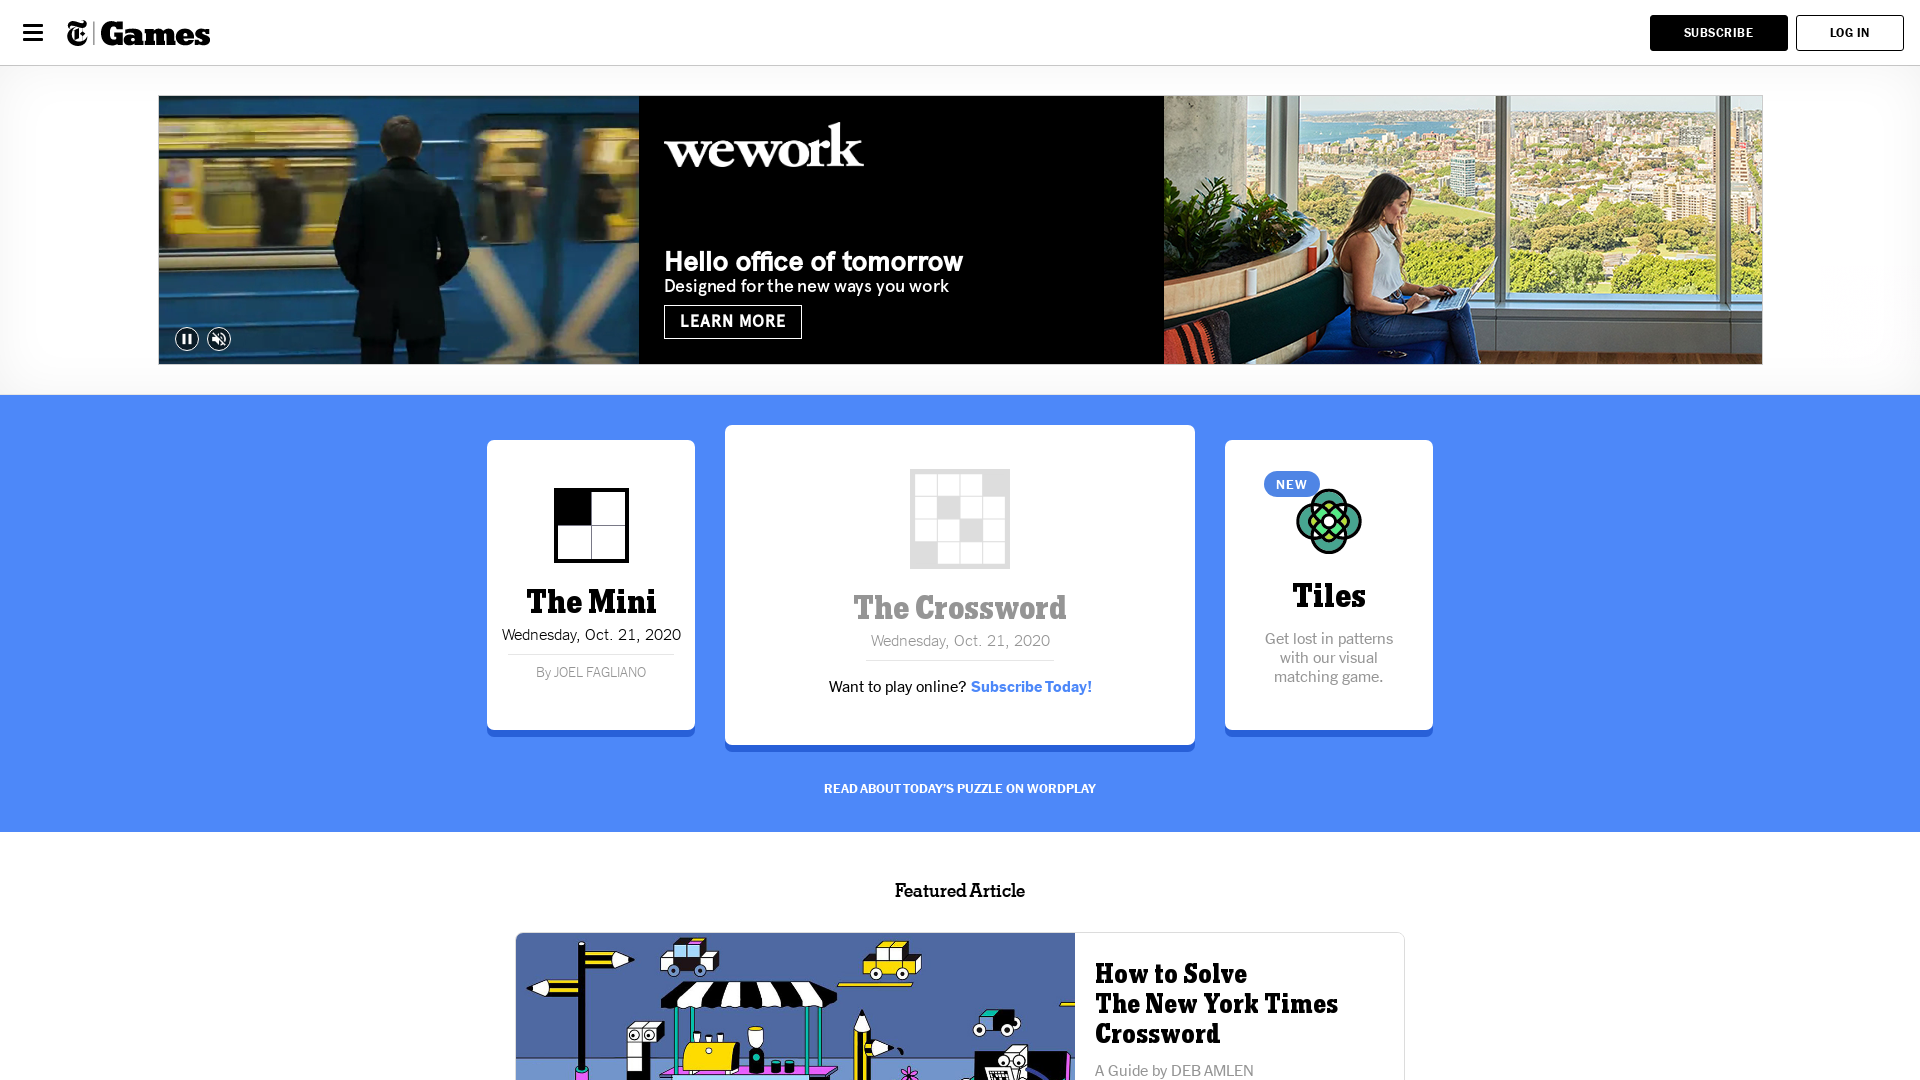 Games
SUBSCRIBE
LOG IN
wework
Hello office of tomorrow
Designed for the new ways you work
LEARN MORE
The Mini
Wednesday, Oct. 21, 2020
By JOEL FAGLIANO
The Crossword
Wednesday, Oct. 21, 2020
Want to play online? Subscribe Today!
NEW
Tiles
Get lost in patterns
with our visual
matching game.
READ ABOUT TODAY'S PUZZLE ON WORDPLAY
Featured Article
How to Solve
The New York Times
Crossword
A Guide by DEB AMLEN